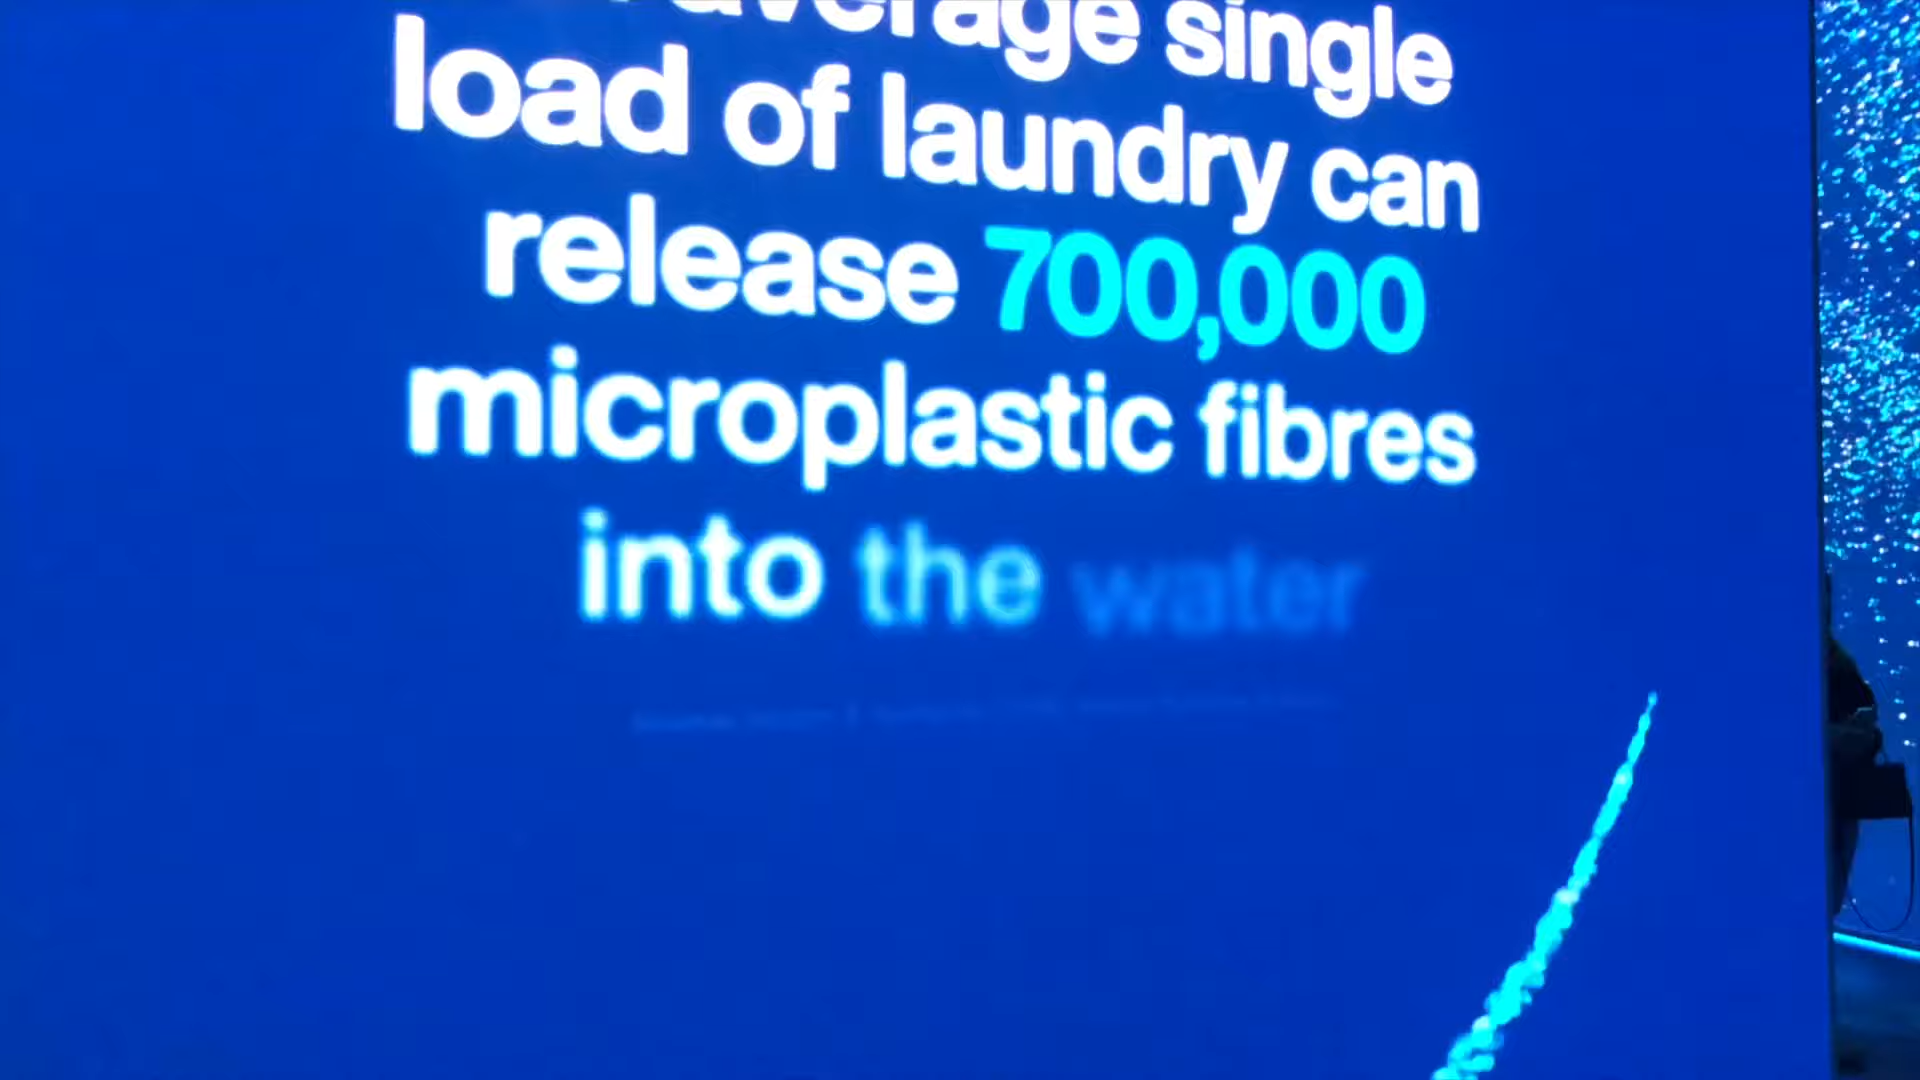 average single
load of laundry can
release 700,000
microplastic fibres
into the water